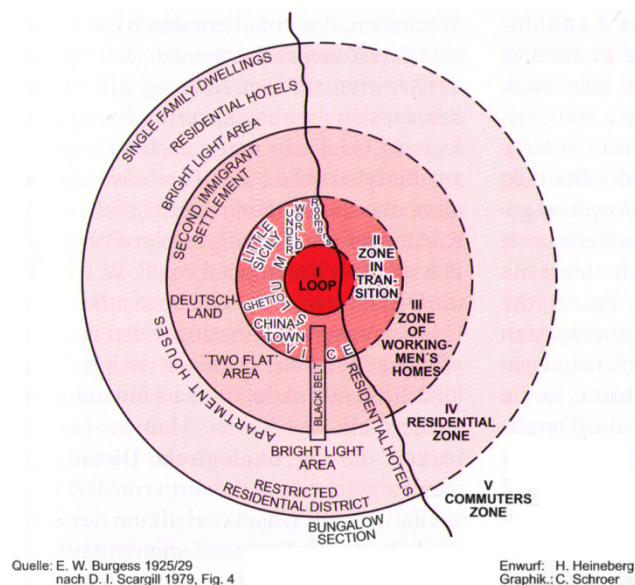 SINGLE FAMILY DWELLINGS
RESIDENTIAL HOTELS
BRIGHT LIGHT AREA
SECOND IMMIGRANT
SETTLEMENT
LITTLE
SICILY
UNDER
WORLD
Roomers
SLUM
GHETTO
CHINA
TOWN
VICE
DEUTSCH-
LAND
"TWO FLAT"
AREA
APARTMENT HOUSES
BLACK BELT
BRIGHT LIGHT
AREA
RESIDENTIAL HOTELS
RESTRICTED
RESIDENTIAL DISTRICT
BUNGALOW
SECTION
I
LOOP
II
ZONE
IN
TRAN-
SITION
III
ZONE
OF
WORKING-
MEN´S
HOMES
IV
RESIDENTIAL
ZONE
V
COMMUTERS
ZONE
Quelle: E. W. Burgess 1925/29
nach D. I. Scargill 1979, Fig. 4
Entwurf: H. Heineberg
Graphik.: C. Schroer